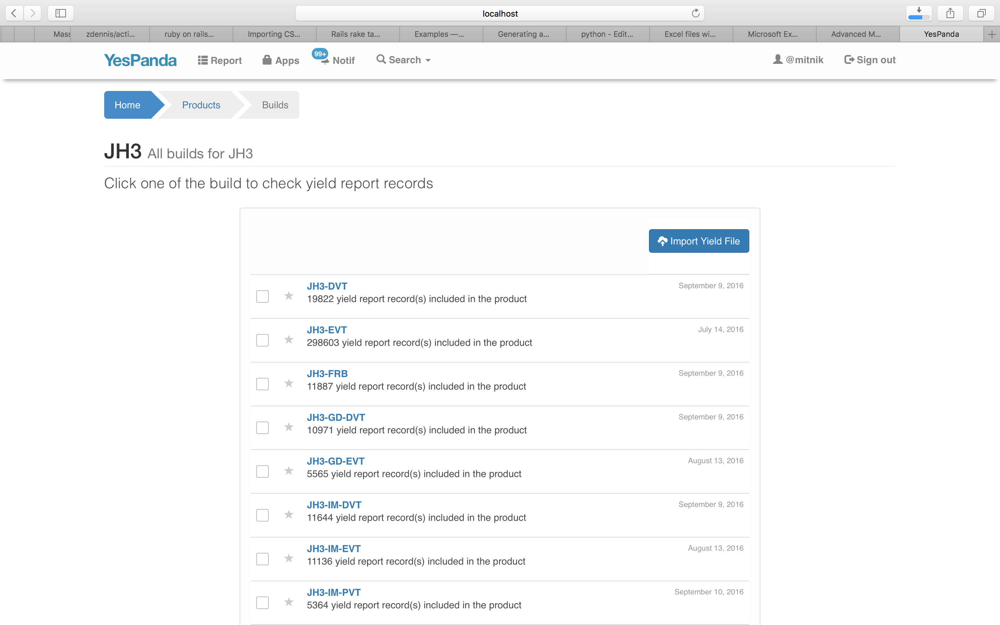 localhost
Mass
zdennis/acti...
ruby on rails...
Importing CS...
Rails rake ta...
Examples —...
Generating a...
python - Edit...
Excel files wi...
Microsoft Ex...
Advanced M...
YesPanda
YesPanda
Report
Apps
99+
Notif
Search
@mitnik
Sign out
Home
Products
Builds
JH3 All builds for JH3
Click one of the build to check yield report records
Import Yield File
JH3-DVT
September 9, 2016
19822 yield report record(s) included in the product
JH3-EVT
July 14, 2016
298603 yield report record(s) included in the product
JH3-FRB
September 9, 2016
11887 yield report record(s) included in the product
JH3-GD-DVT
September 9, 2016
10971 yield report record(s) included in the product
JH3-GD-EVT
August 13, 2016
5565 yield report record(s) included in the product
JH3-IM-DVT
September 9, 2016
11644 yield report record(s) included in the product
JH3-IM-EVT
August 13, 2016
11136 yield report record(s) included in the product
JH3-IM-PVT
September 10, 2016
5364 yield report record(s) included in the product